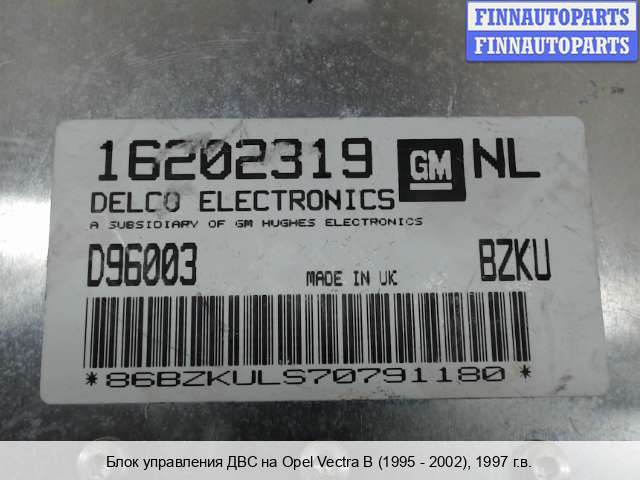 FINNAUTOPARTS
FINNAUTOPARTS
16202319 GM NL
DELCO ELECTRONICS
A SUBSIDIARY OF GM HUGHES ELECTRONICS
D96003 MADE IN UK BZKU
*86BZKULS70791180*
Блок управления ДВС на Opel Vectra B (1995 - 2002), 1997 г.в.